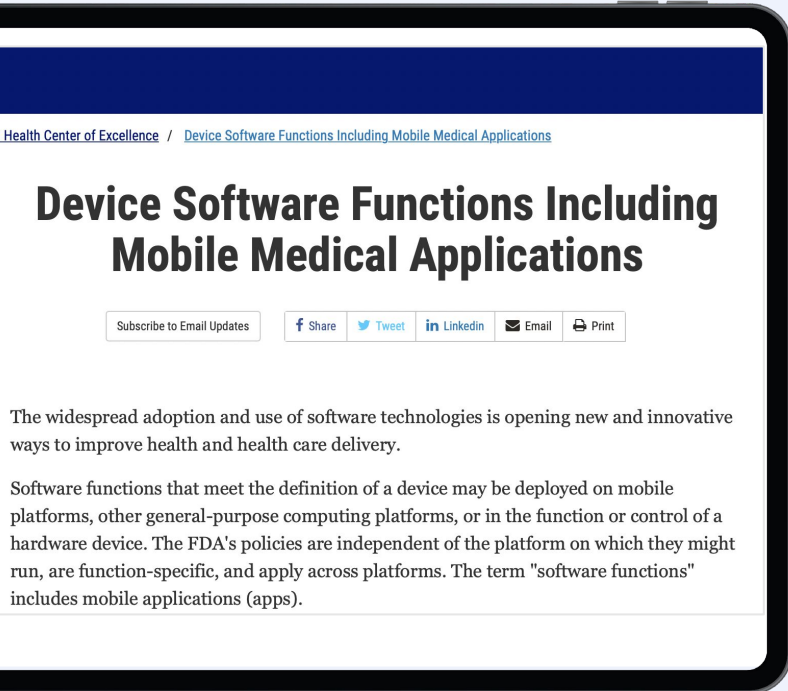 Health Center of Excellence / Device Software Functions Including Mobile Medical Applications
Device Software Functions Including
Mobile Medical Applications
Subscribe to Email Updates
f Share
Tweet
in Linkedin
Email
Print
The widespread adoption and use of software technologies is opening new and innovative
ways to improve health and health care delivery.
Software functions that meet the definition of a device may be deployed on mobile
platforms, other general-purpose computing platforms, or in the function or control of a
hardware device. The FDA's policies are independent of the platform on which they might
run, are function-specific, and apply across platforms. The term "software functions"
includes mobile applications (apps).